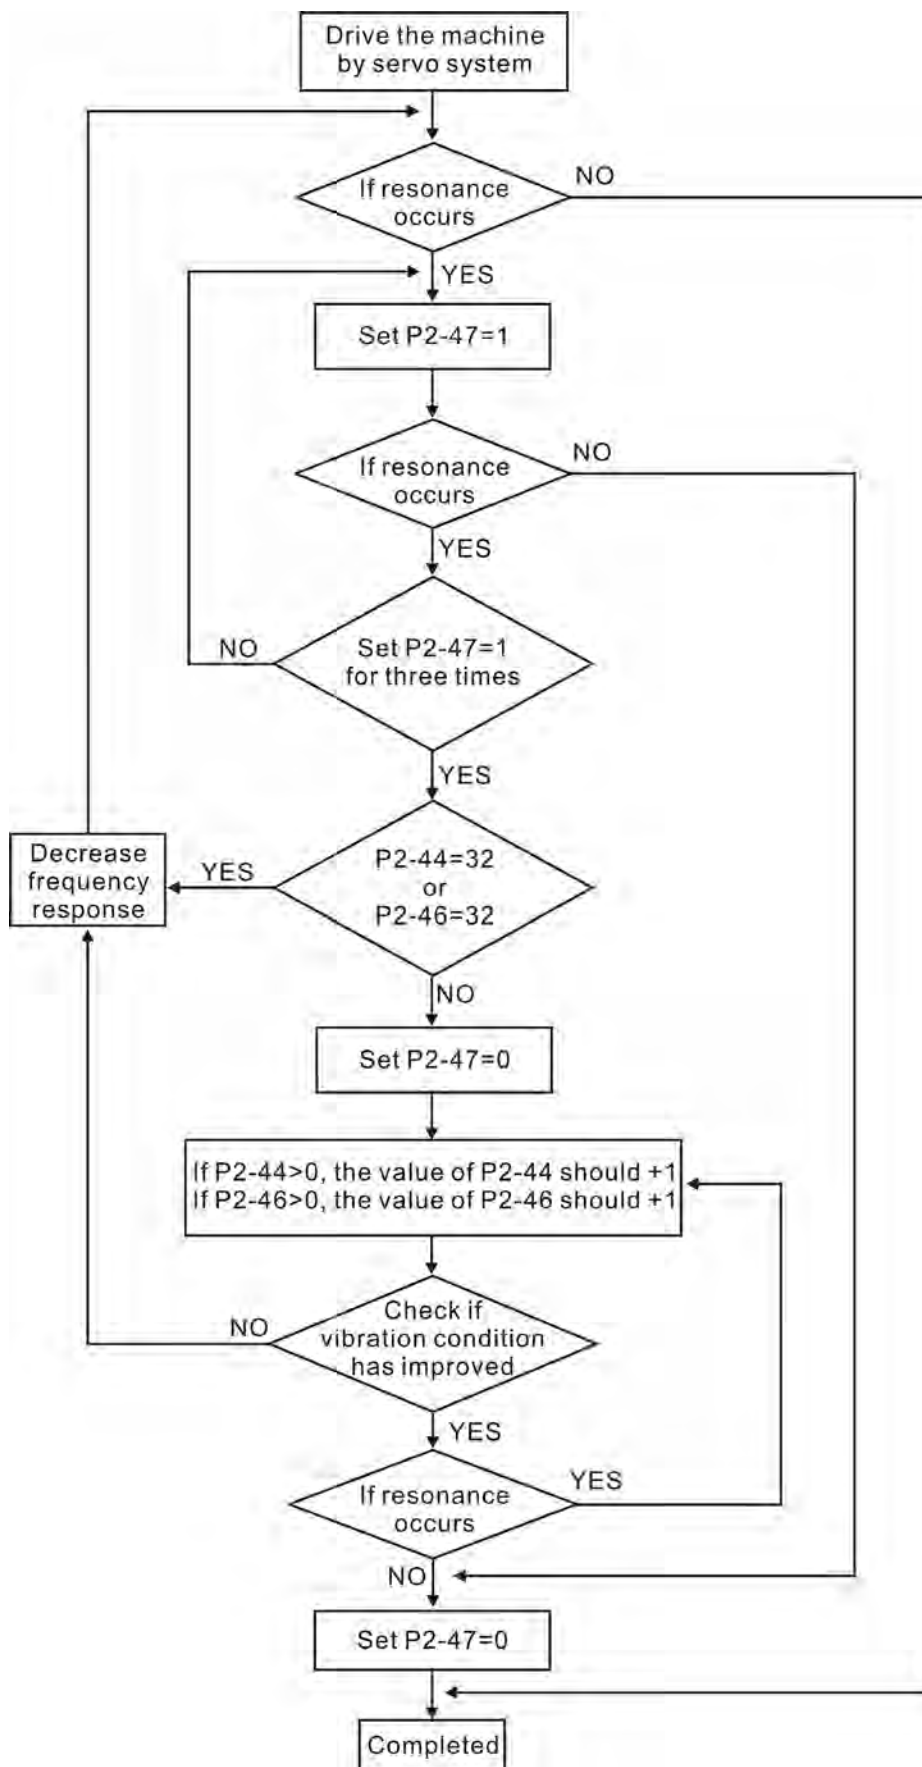 Drive the machine
by servo system
If resonance
occurs
NO
YES
Set P2-47=1
If resonance
occurs
NO
YES
Set P2-47=1
for three times
NO
YES
P2-44=32
or
P2-46=32
YES
Decrease
frequency
response
NO
Set P2-47=0
If P2-44>0, the value of P2-44 should +1
If P2-46>0, the value of P2-46 should +1
Check if
vibration condition
has improved
NO
YES
If resonance
occurs
YES
NO
Set P2-47=0
Completed